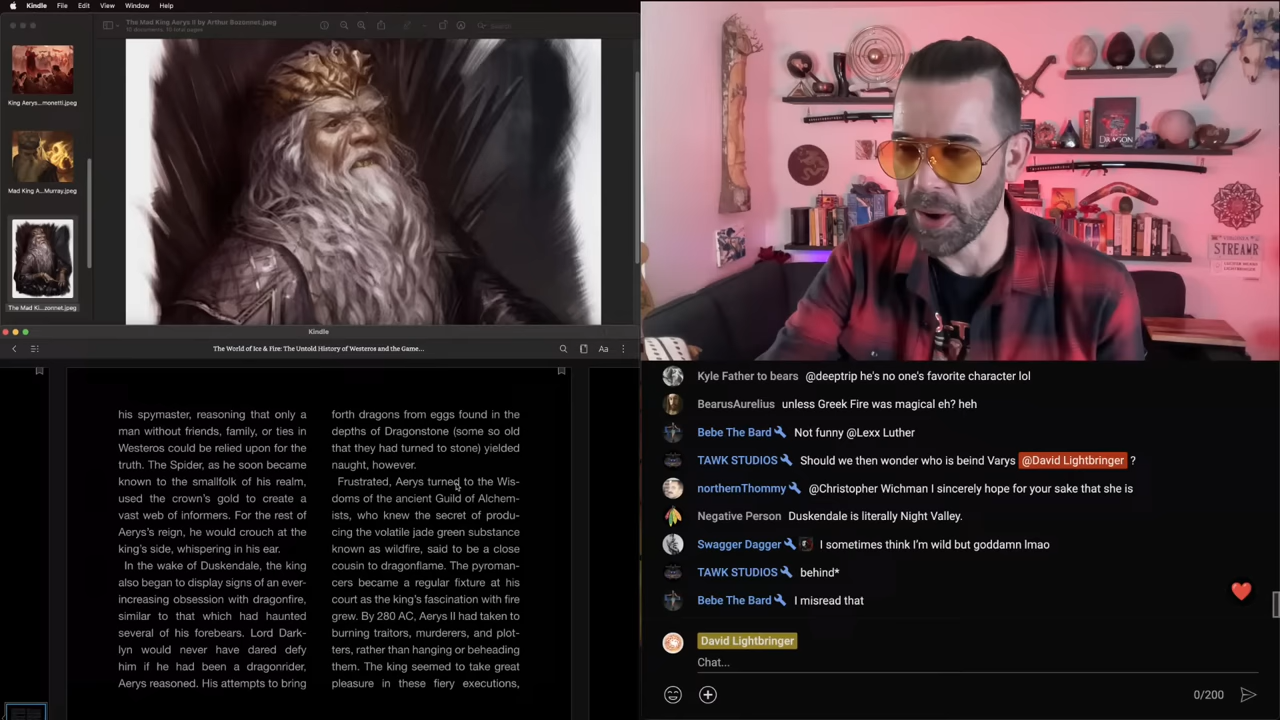 Kindle File Edit View Window Help
The Mad King Aerys II by Arthur Bozonnet.jpeg
Search
King Aerys...monetti.jpeg
Mad King A...Murray.jpeg
The Mad Ki...zonnet.jpeg
Kindle
The World of Ice & Fire: The Untold History of Westeros and the Game...
Aa
his spymaster, reasoning that only a
man without friends, family, or ties in
Westeros could be relied upon for the
truth. The Spider, as he soon became
known to the smallfolk of his realm,
used the crown's gold to create a
vast web of informers. For the rest of
Aerys's reign, he would crouch at the
king's side, whispering in his ear.
In the wake of Duskendale, the king
also began to display signs of an ever-
increasing obsession with dragonfire,
similar to that which had haunted
several of his forebears. Lord Dark-
lyn would never have dared defy
him if he had been a dragonrider,
Aerys reasoned. His attempts to bring
forth dragons from eggs found in the
depths of Dragonstone (some so old
that they had turned to stone) yielded
naught, however.
Frustrated, Aerys turned to the Wis-
doms of the ancient Guild of Alchem-
ists, who knew the secret of produ-
cing the volatile jade green substance
known as wildfire, said to be a close
cousin to dragonflame. The pyroman-
cers became a regular fixture at his
court as the king's fascination with fire
grew. By 280 AC, Aerys II had taken to
burning traitors, murderers, and plot-
ters, rather than hanging or beheading
them. The king seemed to take great
pleasure in these fiery executions,
DRAGON
STREAMR
Kyle Father to bears @deeptrip he's no one's favorite character lol
BearusAurelius unless Greek Fire was magical eh? heh
Bebe The Bard Not funny @Lexx Luther
TAWK STUDIOS Should we then wonder who is beind Varys @David Lightbringer ?
northernThommy @Christopher Wichman I sincerely hope for your sake that she is
Negative Person Duskendale is literally Night Valley.
Swagger Dagger I sometimes think I'm wild but goddamn lmao
TAWK STUDIOS behind*
Bebe The Bard I misread that
David Lightbringer
Chat...
0/200